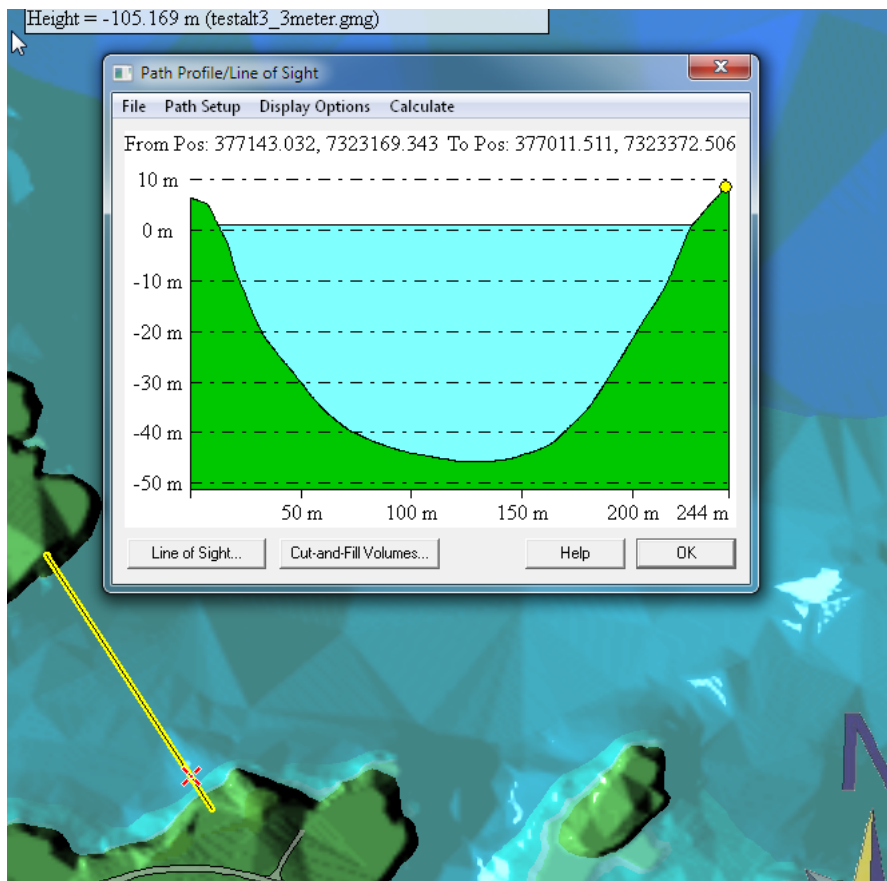 Height = -105.169 m (testalt3_3meter.gmg)
Path Profile/Line of Sight
File Path Setup Display Options Calculate
From Pos: 377143.032, 7323169.343 To Pos: 377011.511, 7323372.506
10 m
0 m
-10 m
-20 m
-30 m
-40 m
-50 m
50 m 100 m 150 m 200 m 244 m
Line of Sight... Cut-and-Fill Volumes... Help OK
N